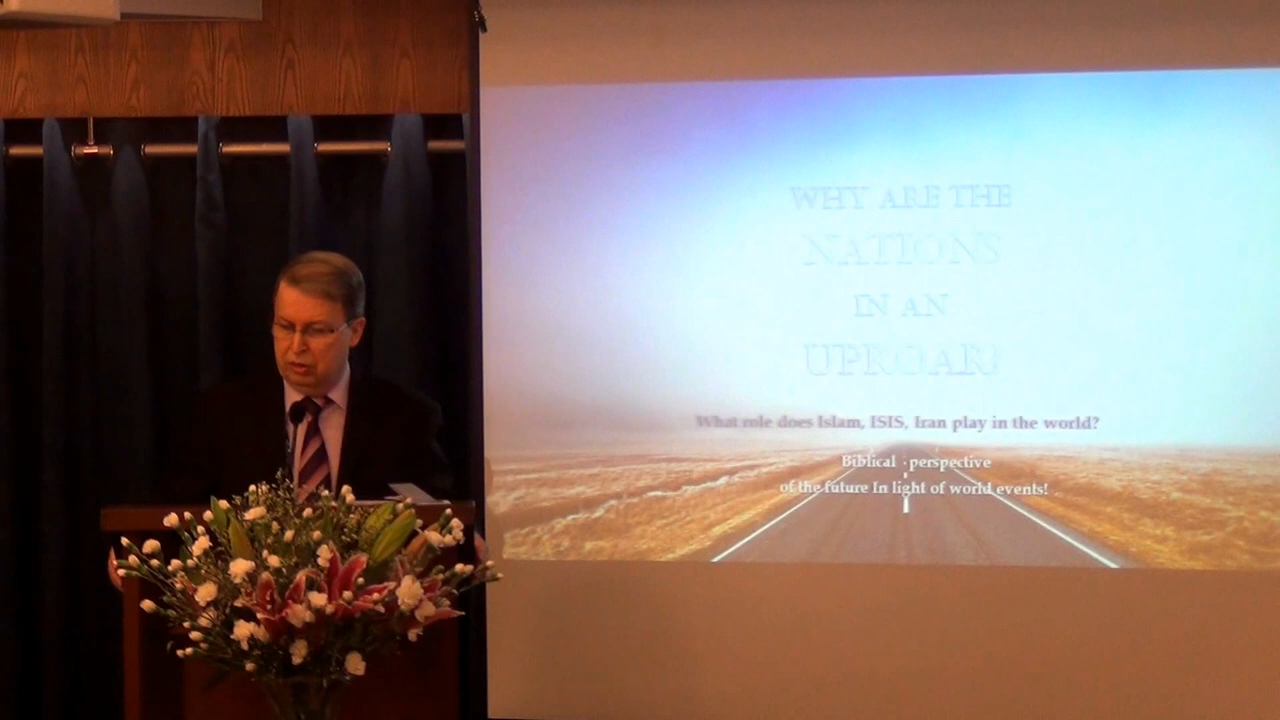 WHY ARE THE
NATIONS
IN AN
UPROAR?
What role does Islam, ISIS, Iran play in the world?
Biblical perspective
of the future In light of world events!